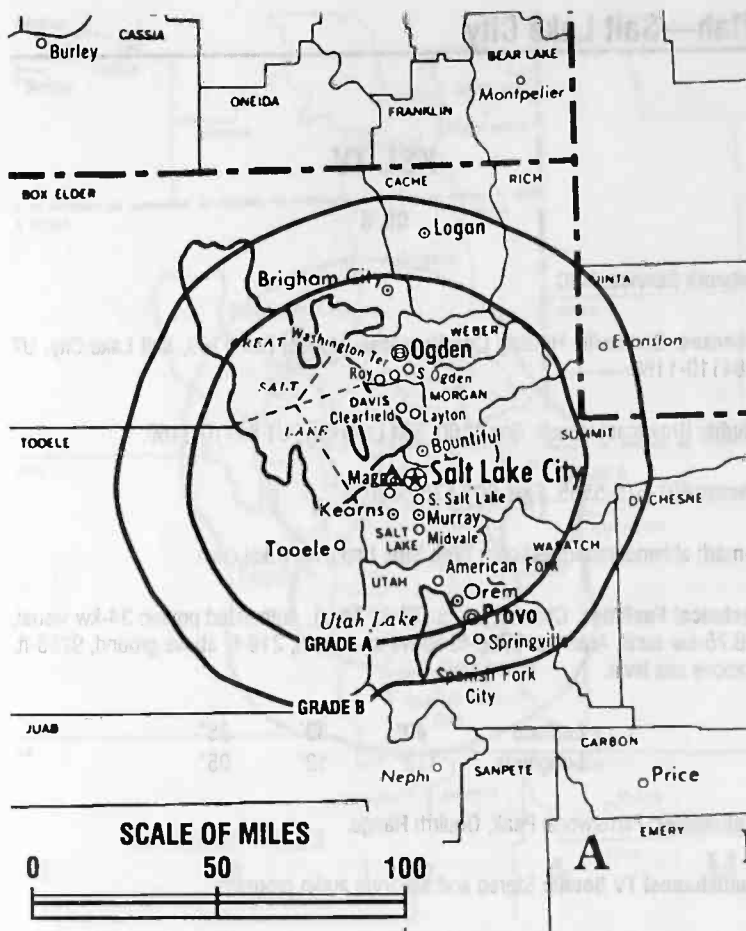 CASSIA
Burley
BEAR LAKE
Montpelier
ONEIDA
FRANKLIN
CACHE
RICH
BOX ELDER
Logan
Brigham City
UINTA
WEBER
Washington Ter.
REAT
Ogden
Evanston
Roy
S. Ogden
SALT
MORGAN
DAVIS
Clearfield
Layton
LAKE
TOOELE
SUMMIT
Bountiful
Salt Lake City
Magna
DUCHESNE
S. Salt Lake
Kearns
Murray
SALT LAKE
Midvale
WASATCH
Tooele
American Fork
UTAH
Orem
Utah Lake
Provo
GRADE A
Springville
Spanish Fork
City
GRADE B
JUAB
CARBON
Nephi
SANPETE
Price
EMERY
SCALE OF MILES
A
0 50 100